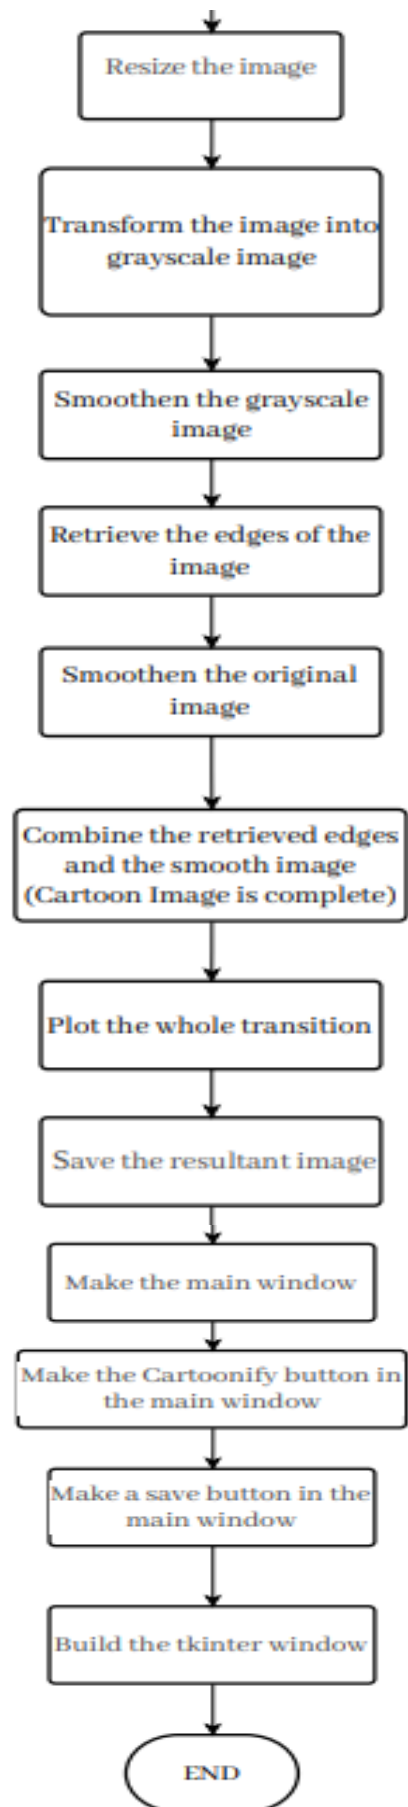 Resize the image
Transform the image into
grayscale image
Smoothen the grayscale
image
Retrieve the edges of the
image
Smoothen the original
image
Combine the retrieved edges
and the smooth image
(Cartoon Image is complete)
Plot the whole transition
Save the resultant image
Make the main window
Make the Cartoonify button in
the main window
Make a save button in the
main window
Build the tkinter window
END